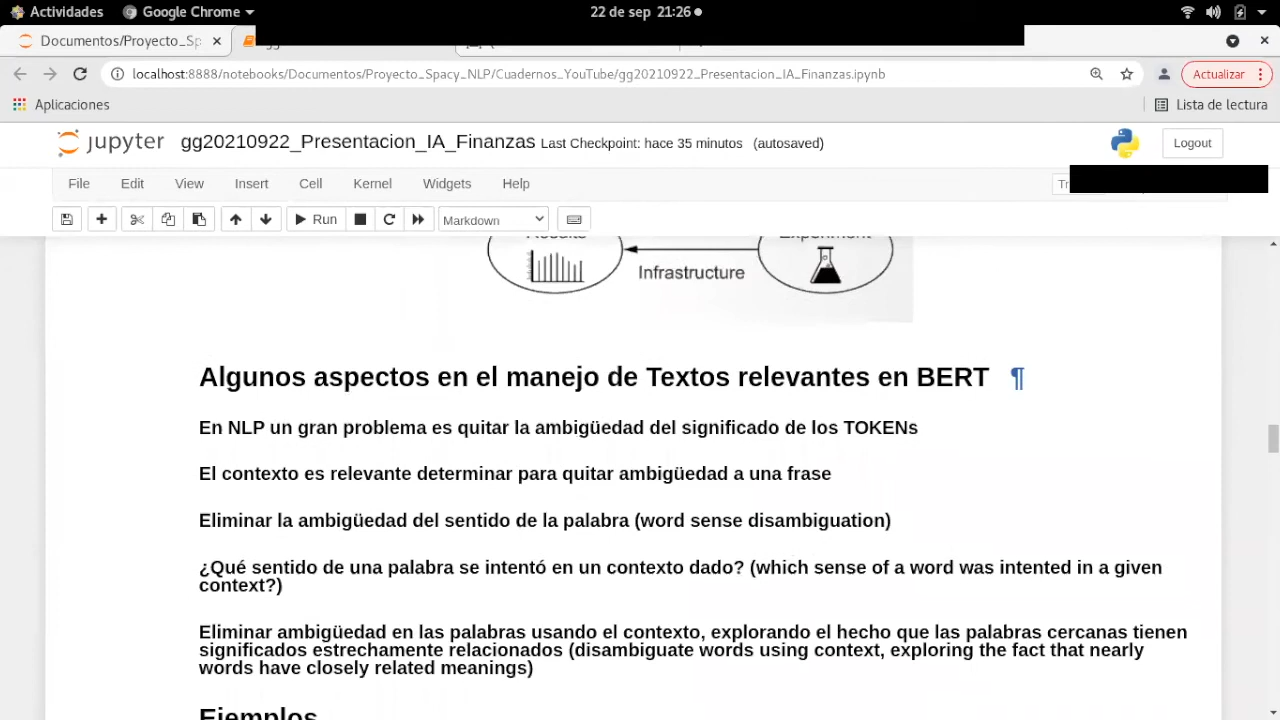 Actividades Google Chrome 22 de sep 21:26
Documentos/Proyecto_Sp
localhost:8888/notebooks/Documentos/Proyecto_Spacy_NLP/Cuadernos_YouTube/gg20210922_Presentacion_IA_Finanzas.ipynb Actualizar
Aplicaciones Lista de lectura
jupyter gg20210922_Presentacion_IA_Finanzas Last Checkpoint: hace 35 minutos (autosaved) Logout
File Edit View Insert Cell Kernel Widgets Help
Run Markdown
Results Experiment
Infrastructure
Algunos aspectos en el manejo de Textos relevantes en BERT ¶
En NLP un gran problema es quitar la ambigüedad del significado de los TOKENs
El contexto es relevante determinar para quitar ambigüedad a una frase
Eliminar la ambigüedad del sentido de la palabra (word sense disambiguation)
¿Qué sentido de una palabra se intentó en un contexto dado? (which sense of a word was intented in a given
context?)
Eliminar ambigüedad en las palabras usando el contexto, explorando el hecho que las palabras cercanas tienen
significados estrechamente relacionados (disambiguate words using context, exploring the fact that nearly
words have closely related meanings)
Ejemplos